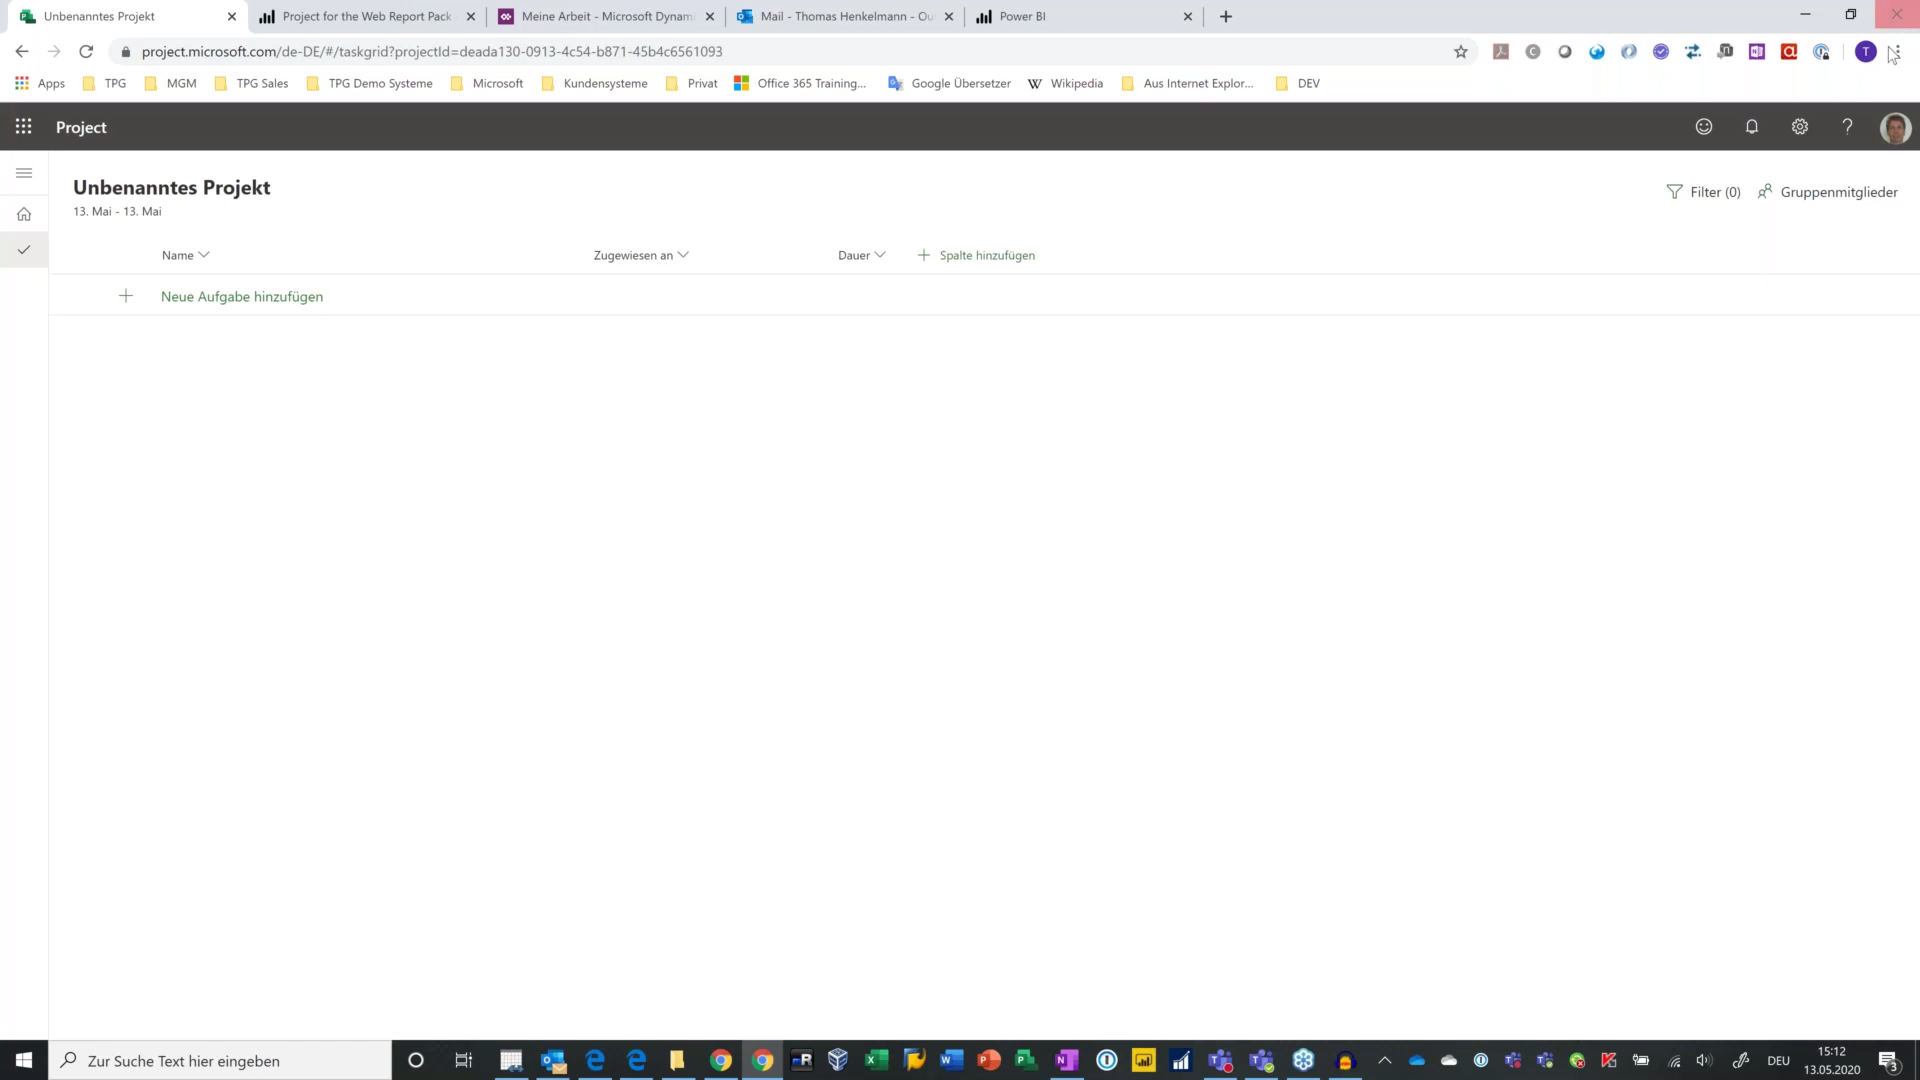 Unbenanntes Projekt
Project for the Web Report Pack
Meine Arbeit - Microsoft Dynam
Mail - Thomas Henkelmann - Ou
Power BI
project.microsoft.com/de-DE/#/taskgrid?projectId=deada130-0913-4c54-b871-45b4c6561093
T
Apps
TPG
MGM
TPG Sales
TPG Demo Systeme
Microsoft
Kundensysteme
Privat
Office 365 Training...
Google Übersetzer
Wikipedia
Aus Internet Explor...
DEV
Project
Unbenanntes Projekt
13. Mai - 13. Mai
Filter (0)
Gruppenmitglieder
Name
Zugewiesen an
Dauer
Spalte hinzufügen
Neue Aufgabe hinzufügen
Zur Suche Text hier eingeben
DEU
15:12
13.05.2020
3